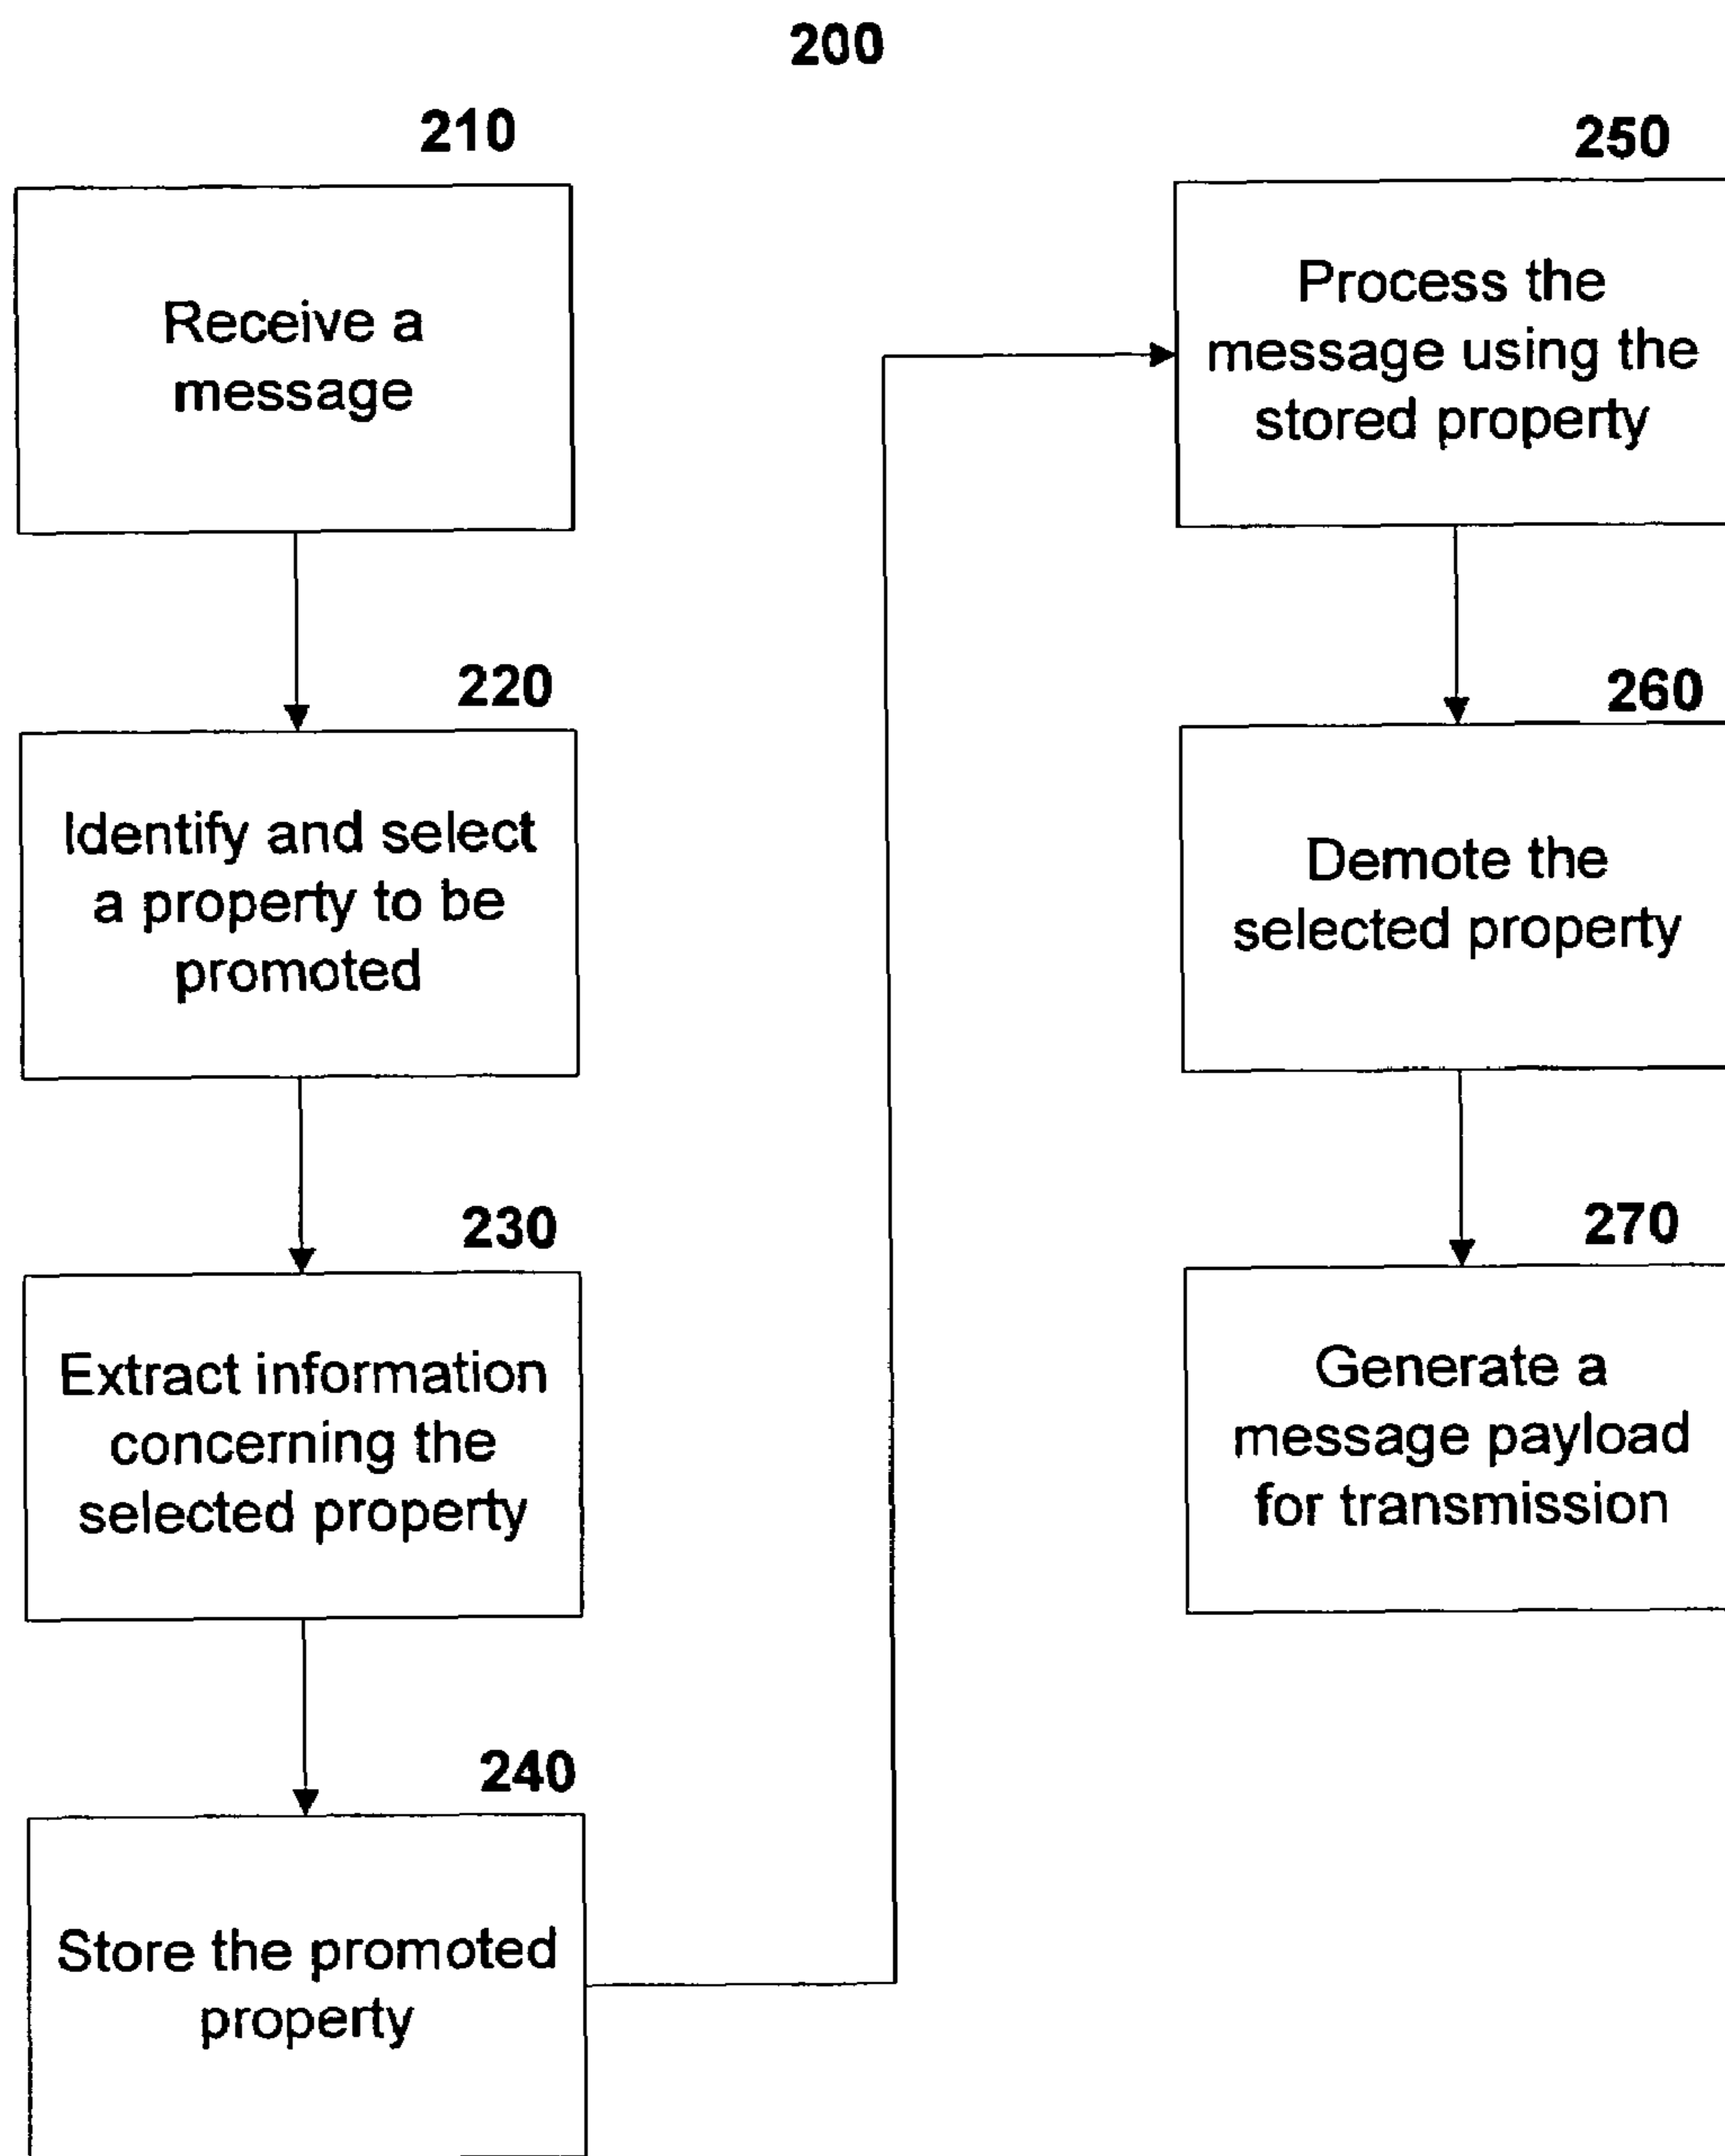 200
210
Receive a
message
220
Identify and select
a property to be
promoted
230
Extract information
concerning the
selected property
240
Store the promoted
property
250
Process the
message using the
stored property
260
Demote the
selected property
270
Generate a
message payload
for transmission